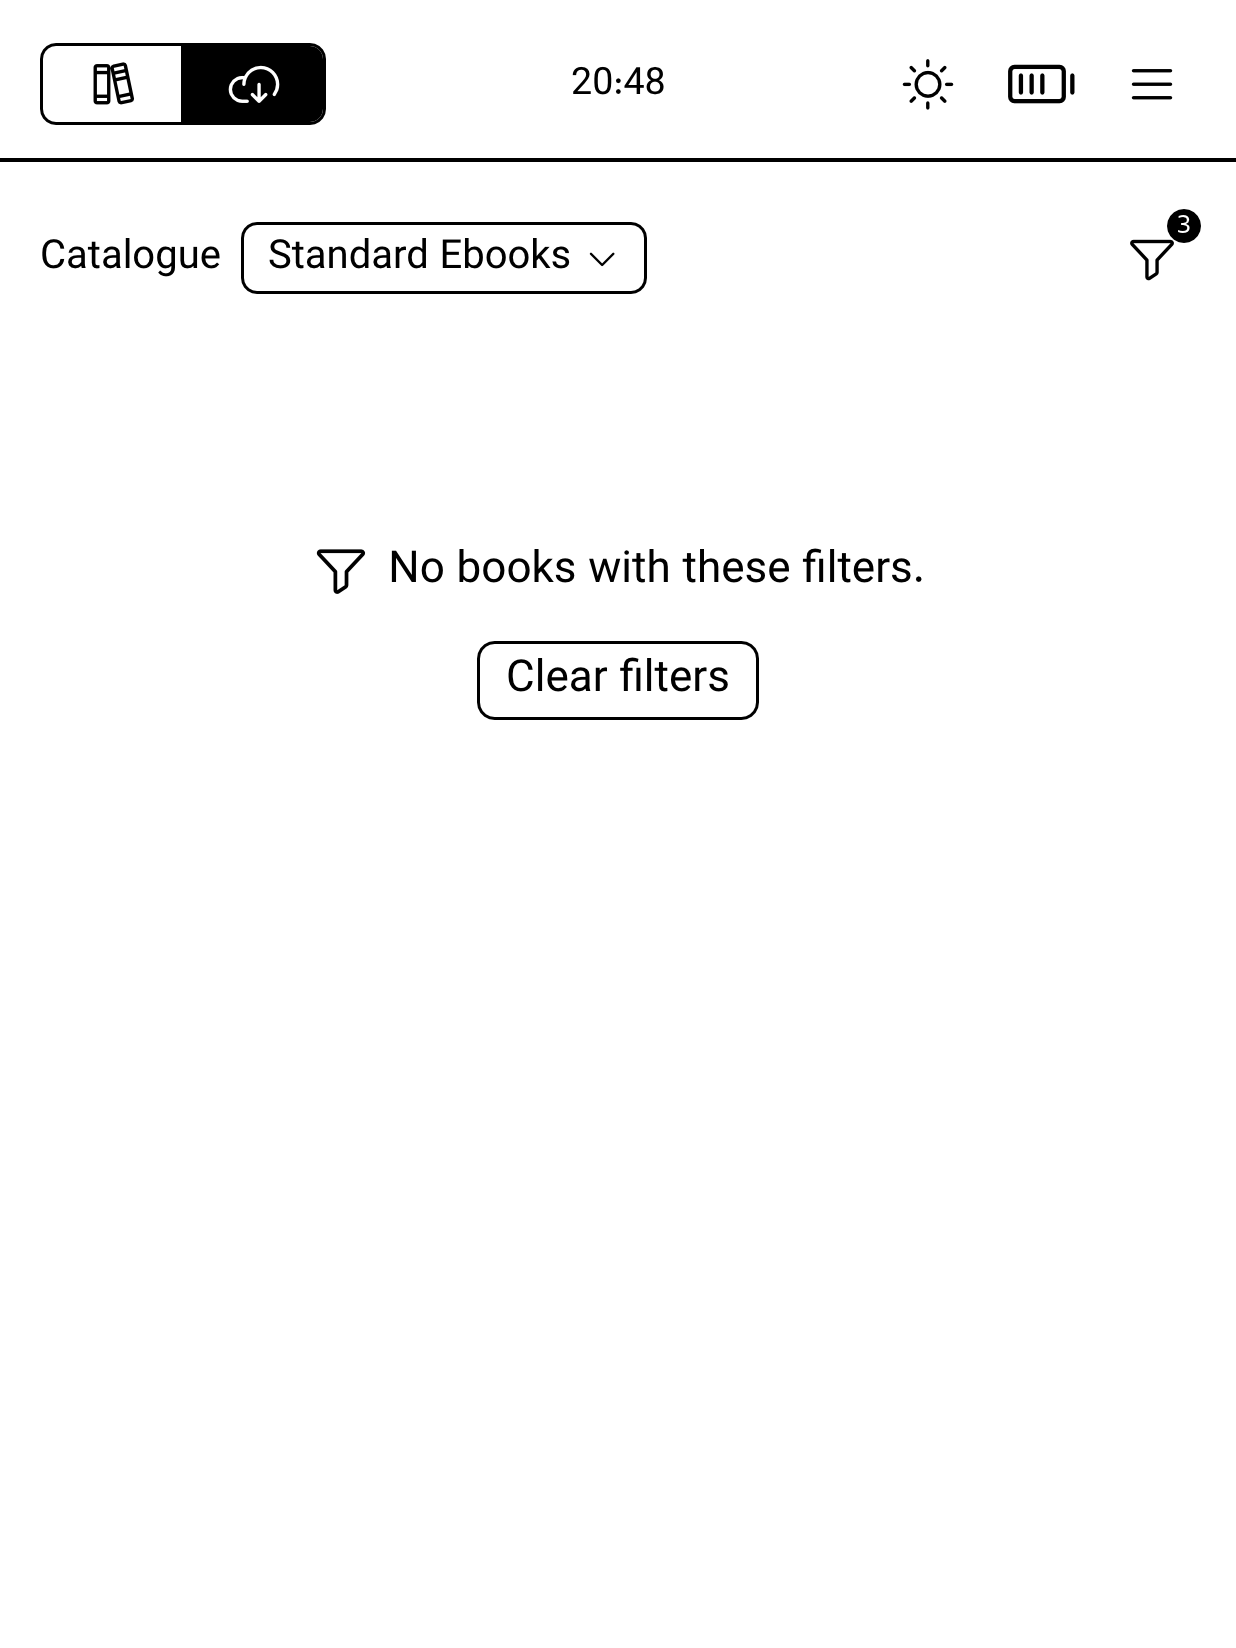 20:48
3
Catalogue Standard Ebooks
No books with these filters.
Clear filters